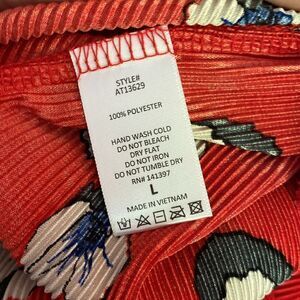 STYLE#
AT13629
100% POLYESTER
HAND WASH COLD
DO NOT BLEACH
DRY FLAT
DO NOT IRON
DO NOT TUMBLE DRY
RN# 141397
L
MADE IN VIETNAM